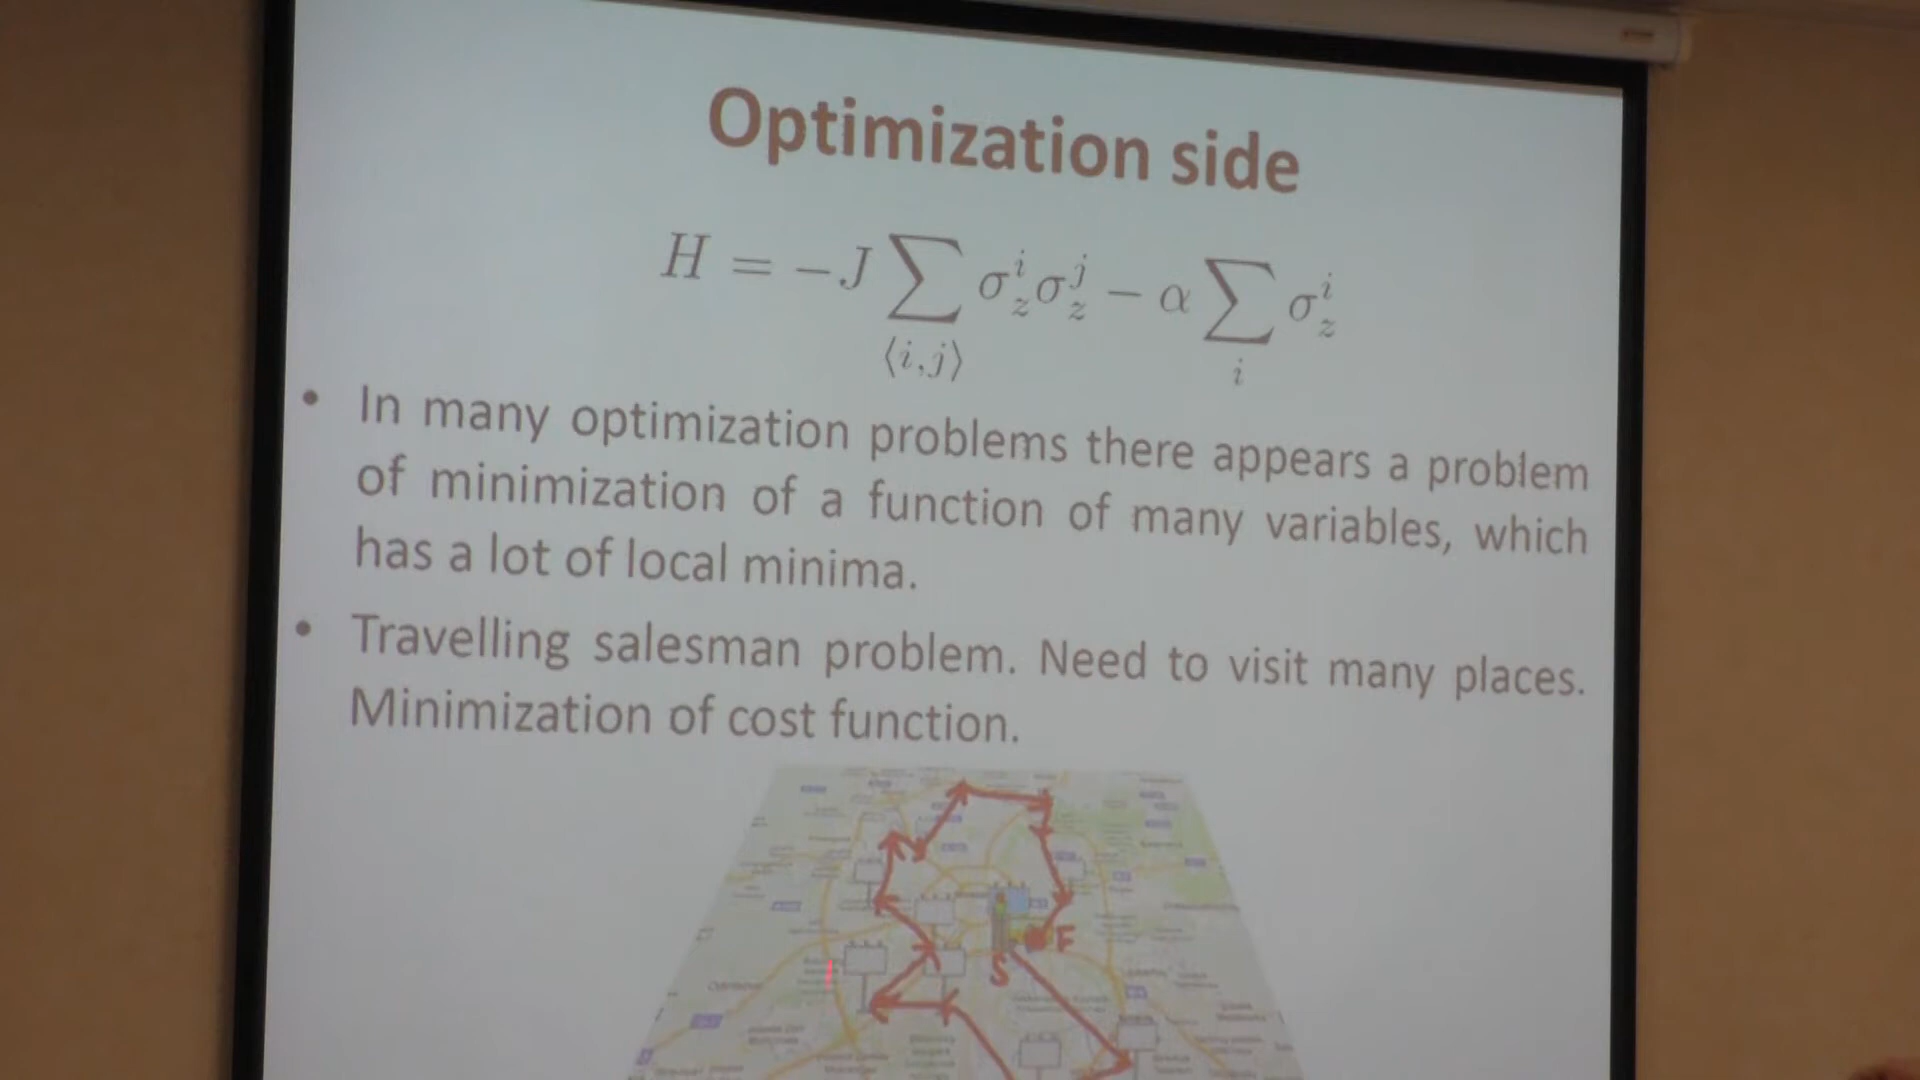 Optimization side
H = −J ∑ σ_z^i σ_z^j − α ∑ σ_z^i
⟨i,j⟩ i
• In many optimization problems there appears a problem
of minimization of a function of many variables, which
has a lot of local minima.
• Travelling salesman problem. Need to visit many places.
Minimization of cost function.
F
S